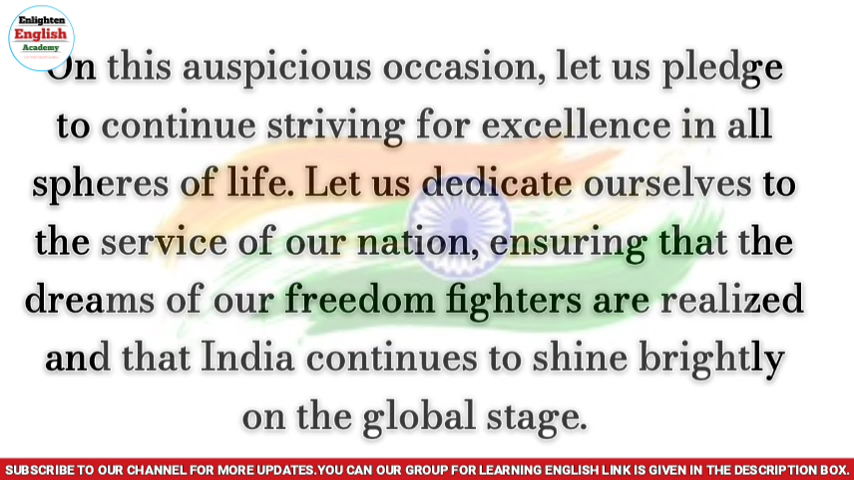 Enlighten
English
Academy
On this auspicious occasion, let us pledge
to continue striving for excellence in all
spheres of life. Let us dedicate ourselves to
the service of our nation, ensuring that the
dreams of our freedom fighters are realized
and that India continues to shine brightly
on the global stage.
SUBSCRIBE TO OUR CHANNEL FOR MORE UPDATES.YOU CAN OUR GROUP FOR LEARNING ENGLISH LINK IS GIVEN IN THE DESCRIPTION BOX.